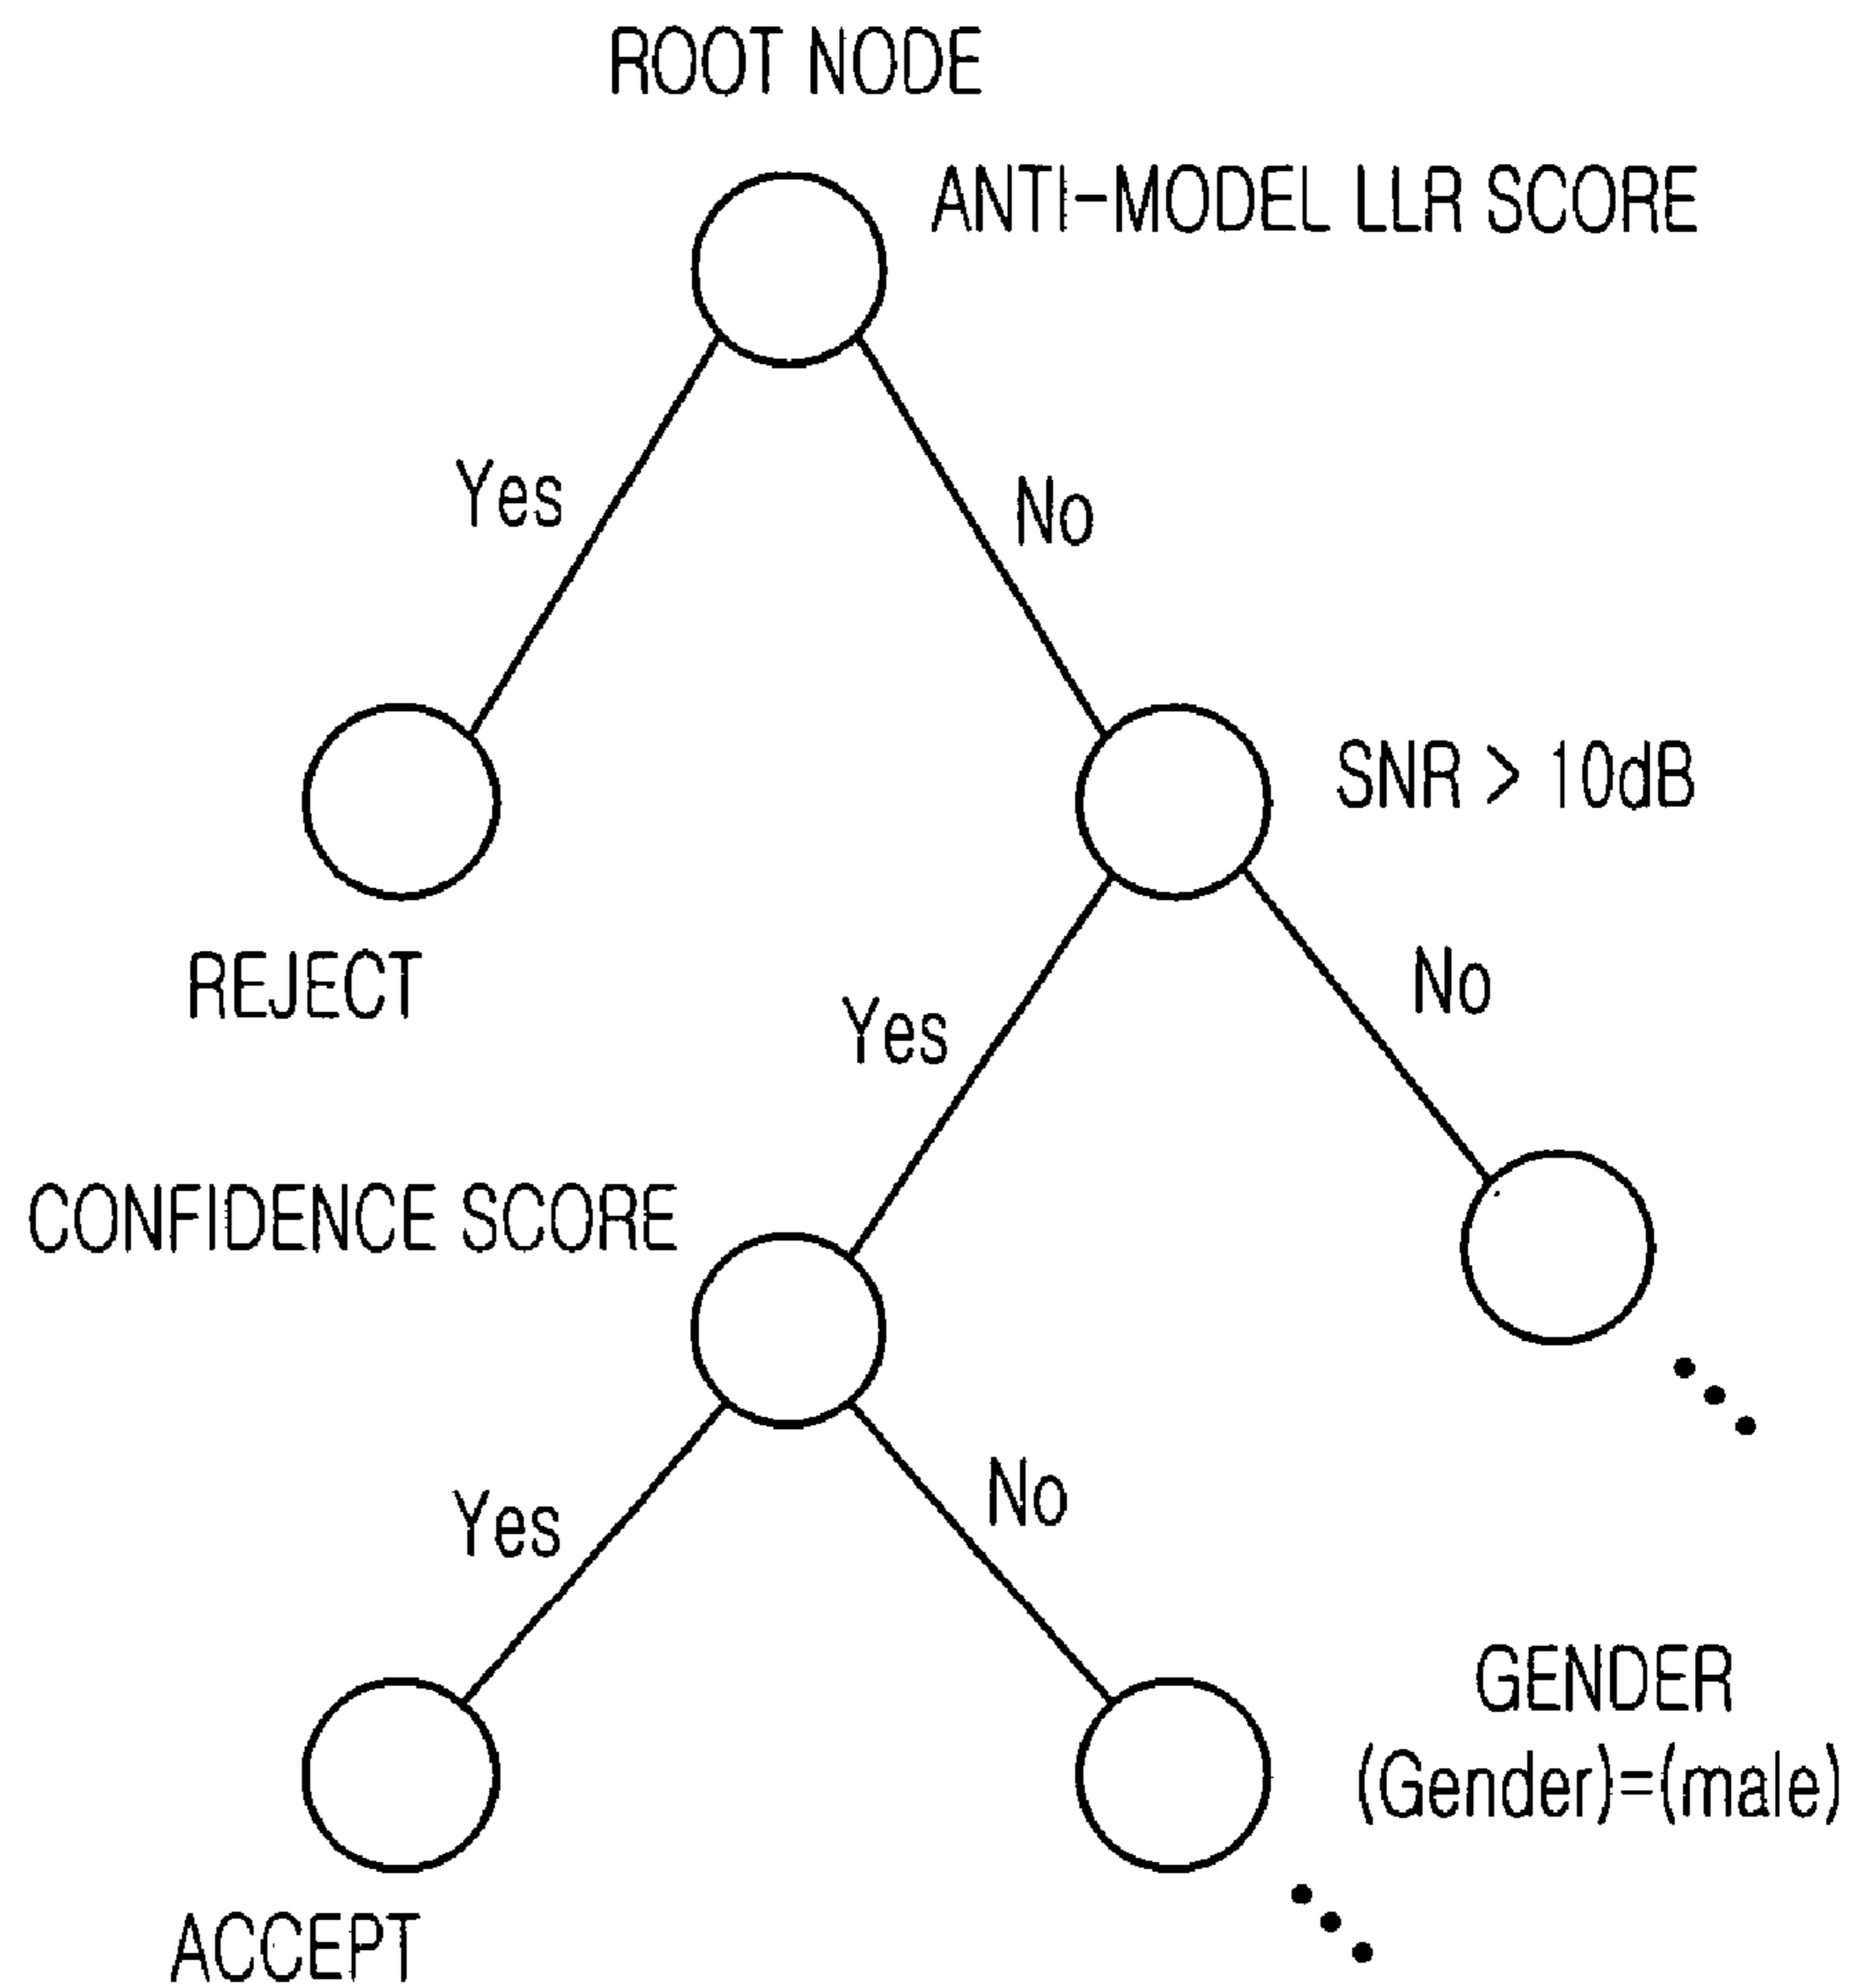 ROOT NODE
ANTI-MODEL LLR SCORE
Yes
No
SNR > 10dB
REJECT
No
Yes
CONFIDENCE SCORE
Yes
No
GENDER
(Gender)=(male)
ACCEPT